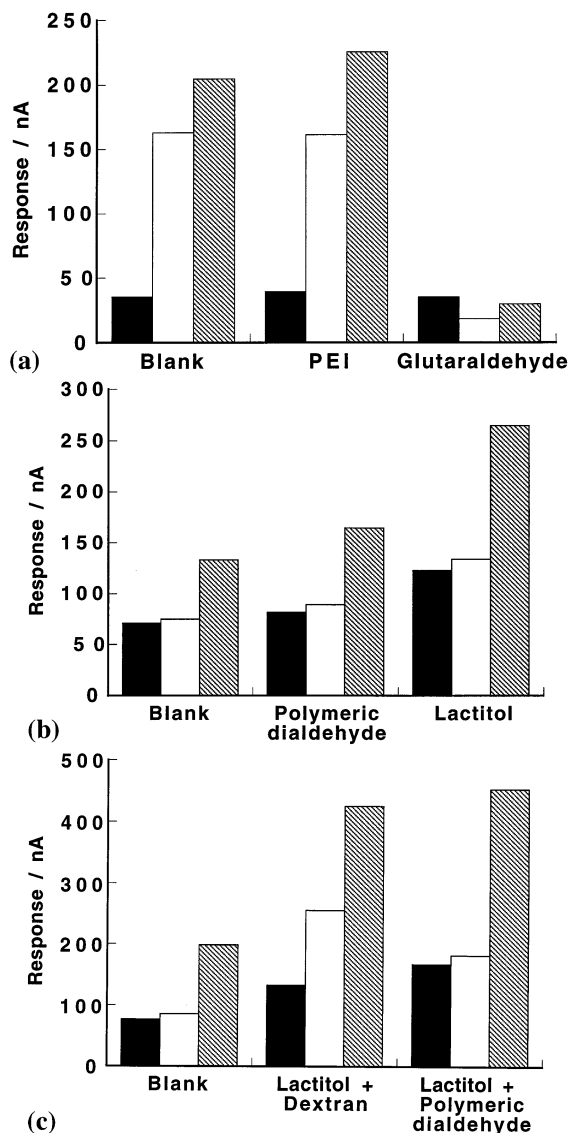 Response / nA
250
200
150
100
50
0
Blank
PEI
Glutaraldehyde
(a)
Response / nA
300
250
200
150
100
50
0
Blank
Polymeric
dialdehyde
Lactitol
(b)
Response / nA
500
400
300
200
100
0
Blank
Lactitol +
Dextran
Lactitol +
Polymeric
dialdehyde
(c)